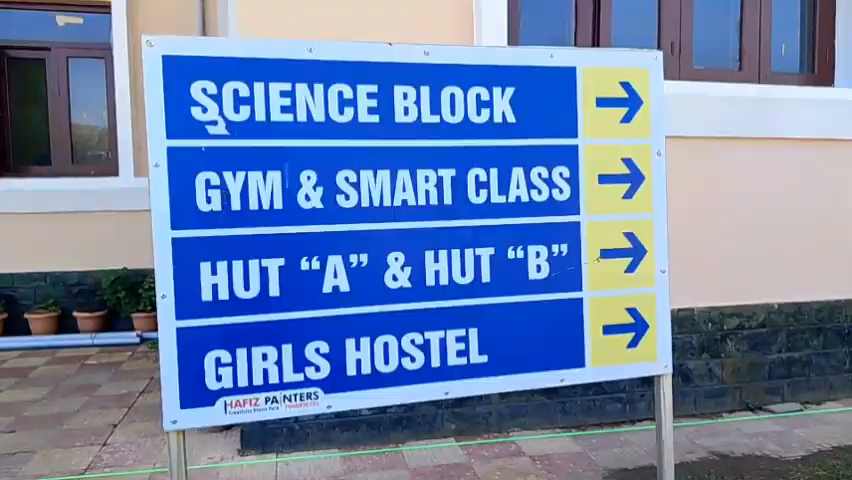 SCIENCE BLOCK
GYM & SMART CLASS
HUT “A” & HUT “B”
GIRLS HOSTEL
HAFIZ PAINTERS